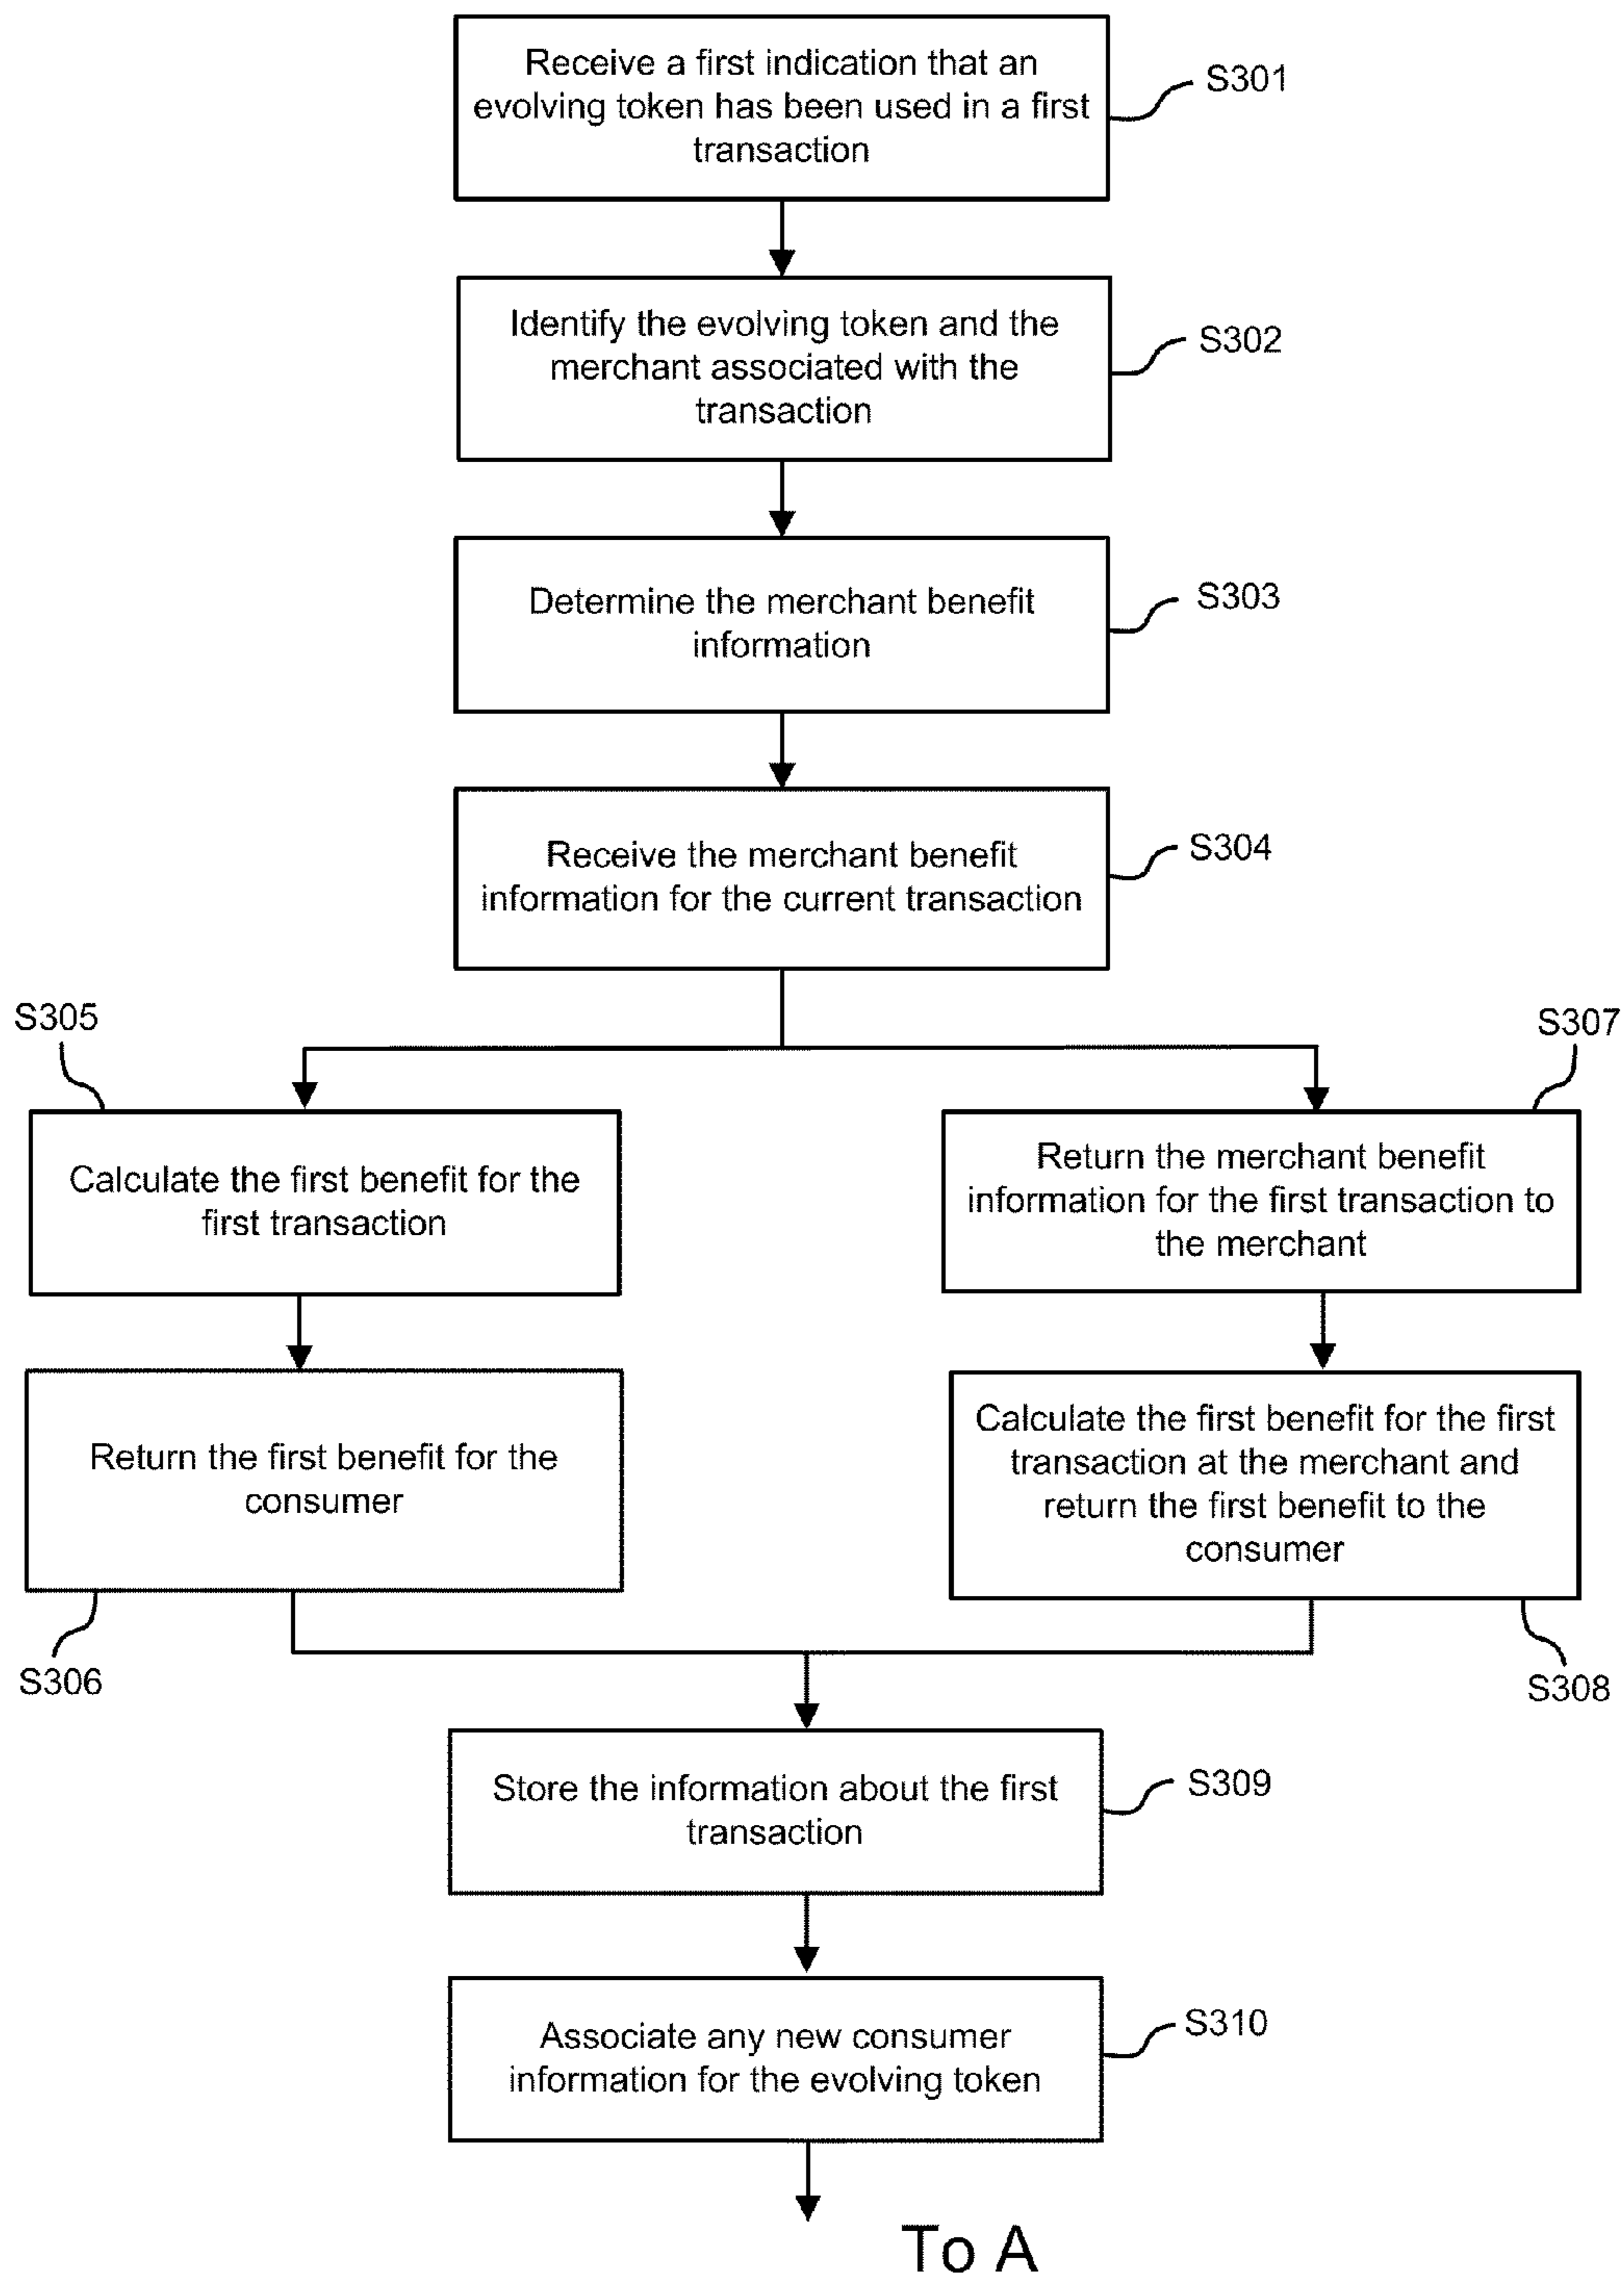 Receive a first indication that an
evolving token has been used in a first
transaction
S301
Identify the evolving token and the
merchant associated with the
transaction
S302
Determine the merchant benefit
information
S303
Receive the merchant benefit
information for the current transaction
S304
S305
S307
Calculate the first benefit for the
first transaction
Return the merchant benefit
information for the first transaction to
the merchant
Return the first benefit for the
consumer
Calculate the first benefit for the first
transaction at the merchant and
return the first benefit to the
consumer
S306
S308
Store the information about the first
transaction
S309
Associate any new consumer
information for the evolving token
S310
To A